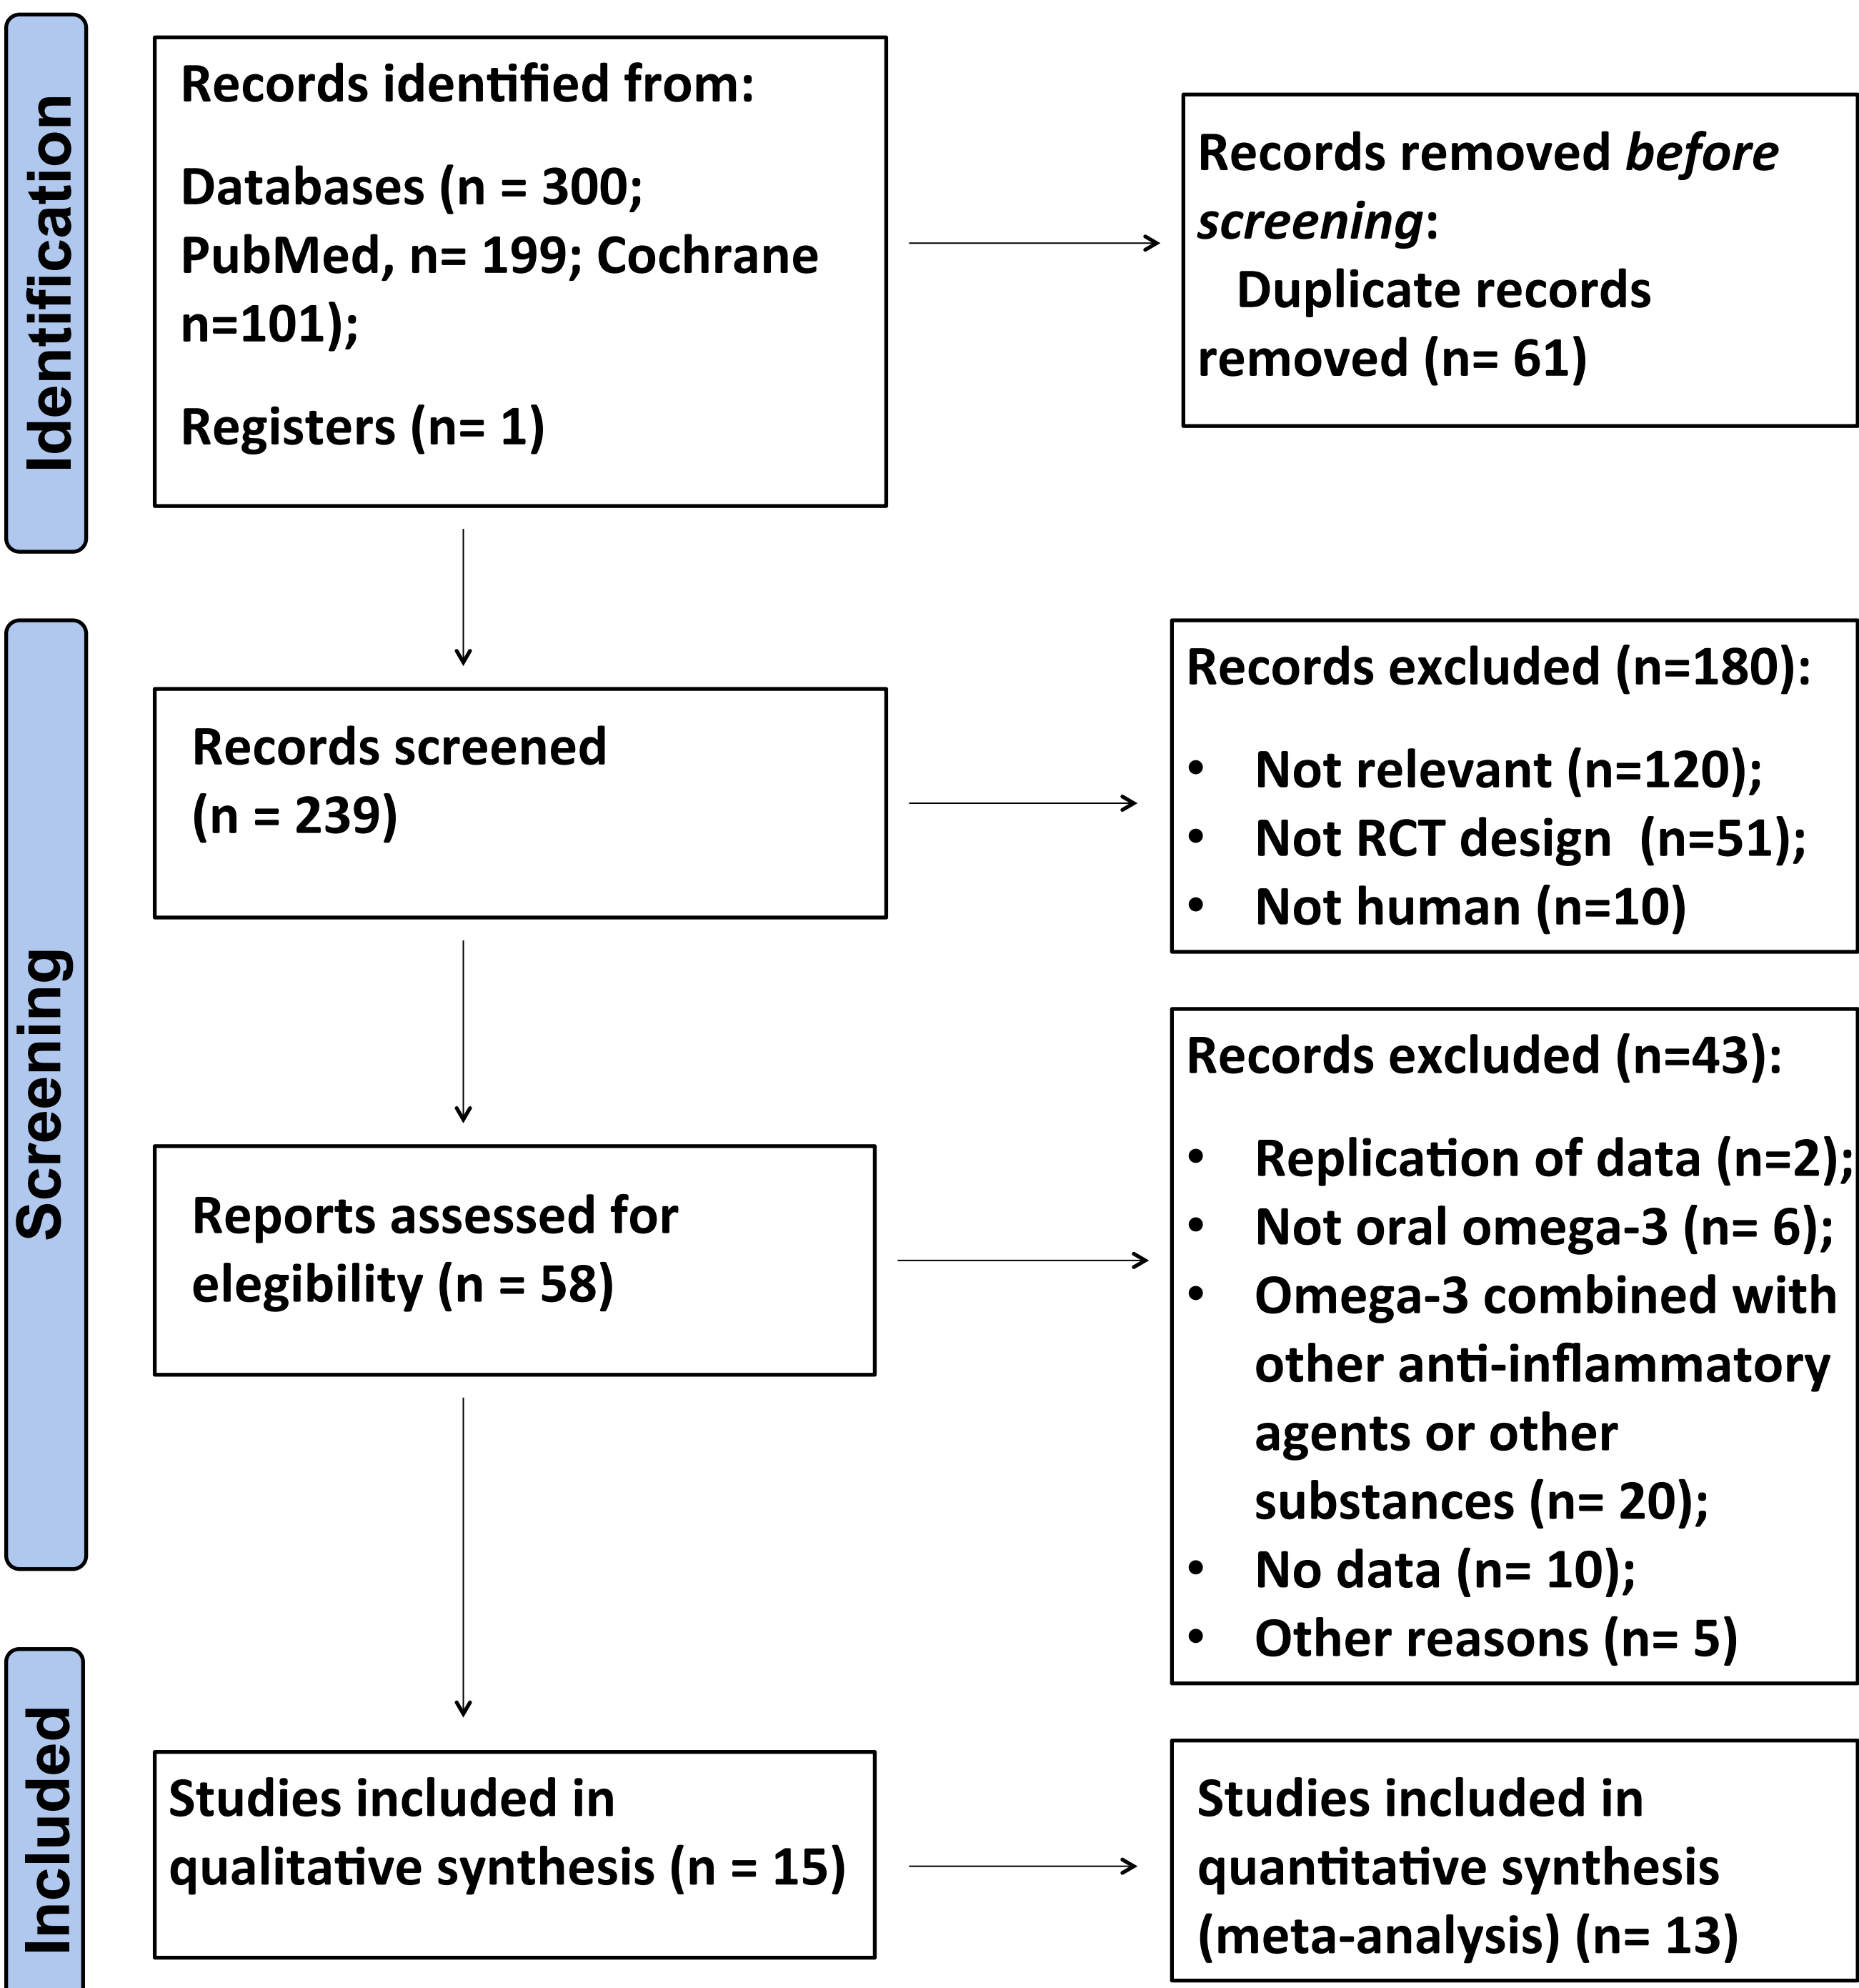 Identification
Records identified from:
Databases (n = 300;
PubMed, n= 199; Cochrane
n=101);
Registers (n= 1)
Records removed before
screening:
Duplicate records
removed (n= 61)
Screening
Records screened
(n = 239)
Records excluded (n=180):
• Not relevant (n=120);
• Not RCT design (n=51);
• Not human (n=10)
Reports assessed for
elegibility (n = 58)
Records excluded (n=43):
• Replication of data (n=2);
• Not oral omega-3 (n= 6);
• Omega-3 combined with
other anti-inflammatory
agents or other
substances (n= 20);
• No data (n= 10);
• Other reasons (n= 5)
Included
Studies included in
qualitative synthesis (n = 15)
Studies included in
quantitative synthesis
(meta-analysis) (n= 13)